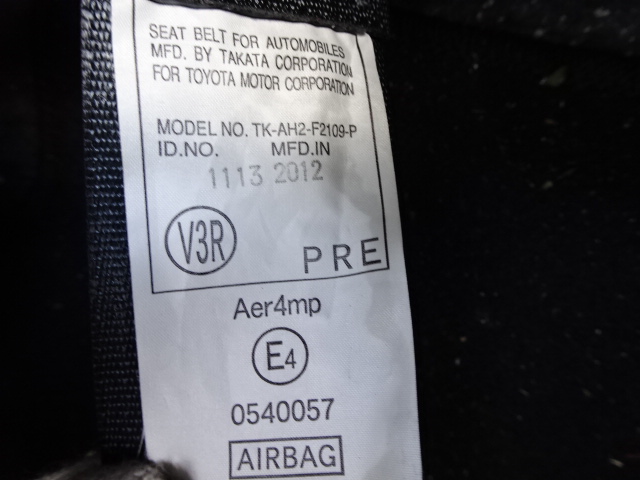 SEAT BELT FOR AUTOMOBILES
MFD. BY TAKATA CORPORATION
FOR TOYOTA MOTOR CORPORATION
MODEL NO. TK-AH2-F2109-P
ID.NO. MFD.IN
1113 2012
V3R PRE
Aer4mp
E4
0540057
AIRBAG